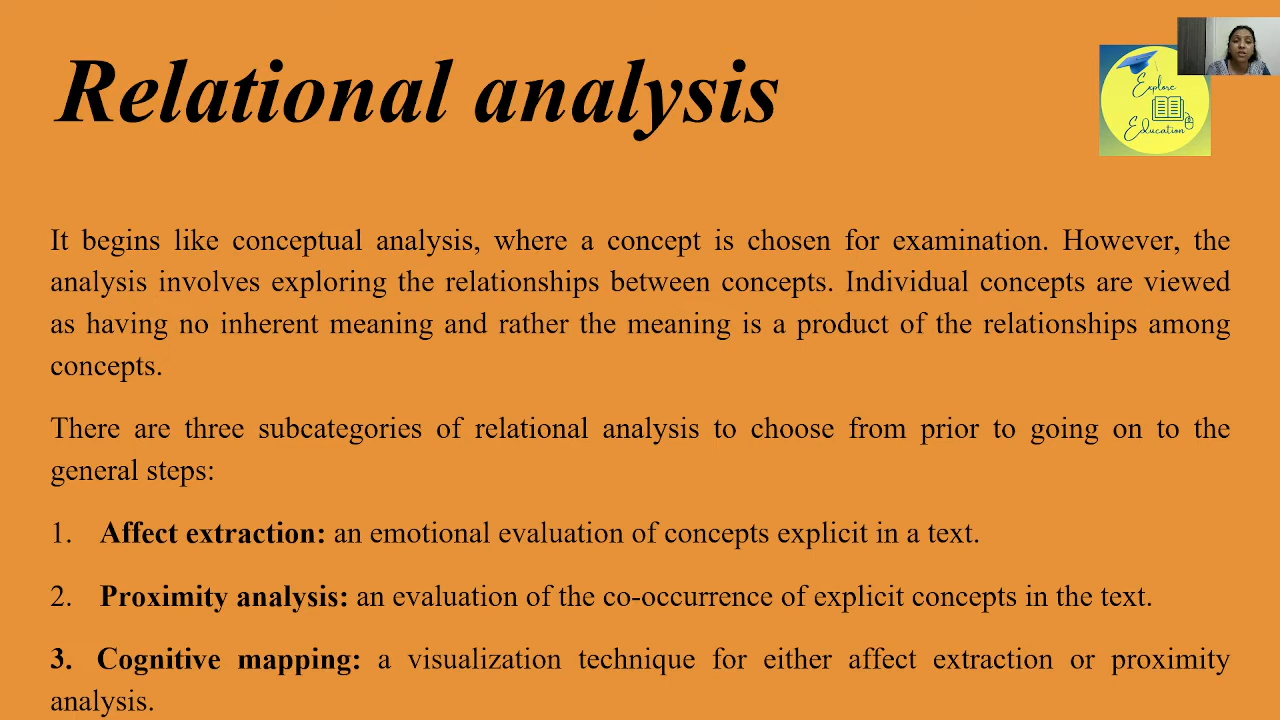 Relational analysis
Explore
Education
It begins like conceptual analysis, where a concept is chosen for examination. However, the
analysis involves exploring the relationships between concepts. Individual concepts are viewed
as having no inherent meaning and rather the meaning is a product of the relationships among
concepts.
There are three subcategories of relational analysis to choose from prior to going on to the
general steps:
1. Affect extraction: an emotional evaluation of concepts explicit in a text.
2. Proximity analysis: an evaluation of the co-occurrence of explicit concepts in the text.
3. Cognitive mapping: a visualization technique for either affect extraction or proximity
analysis.